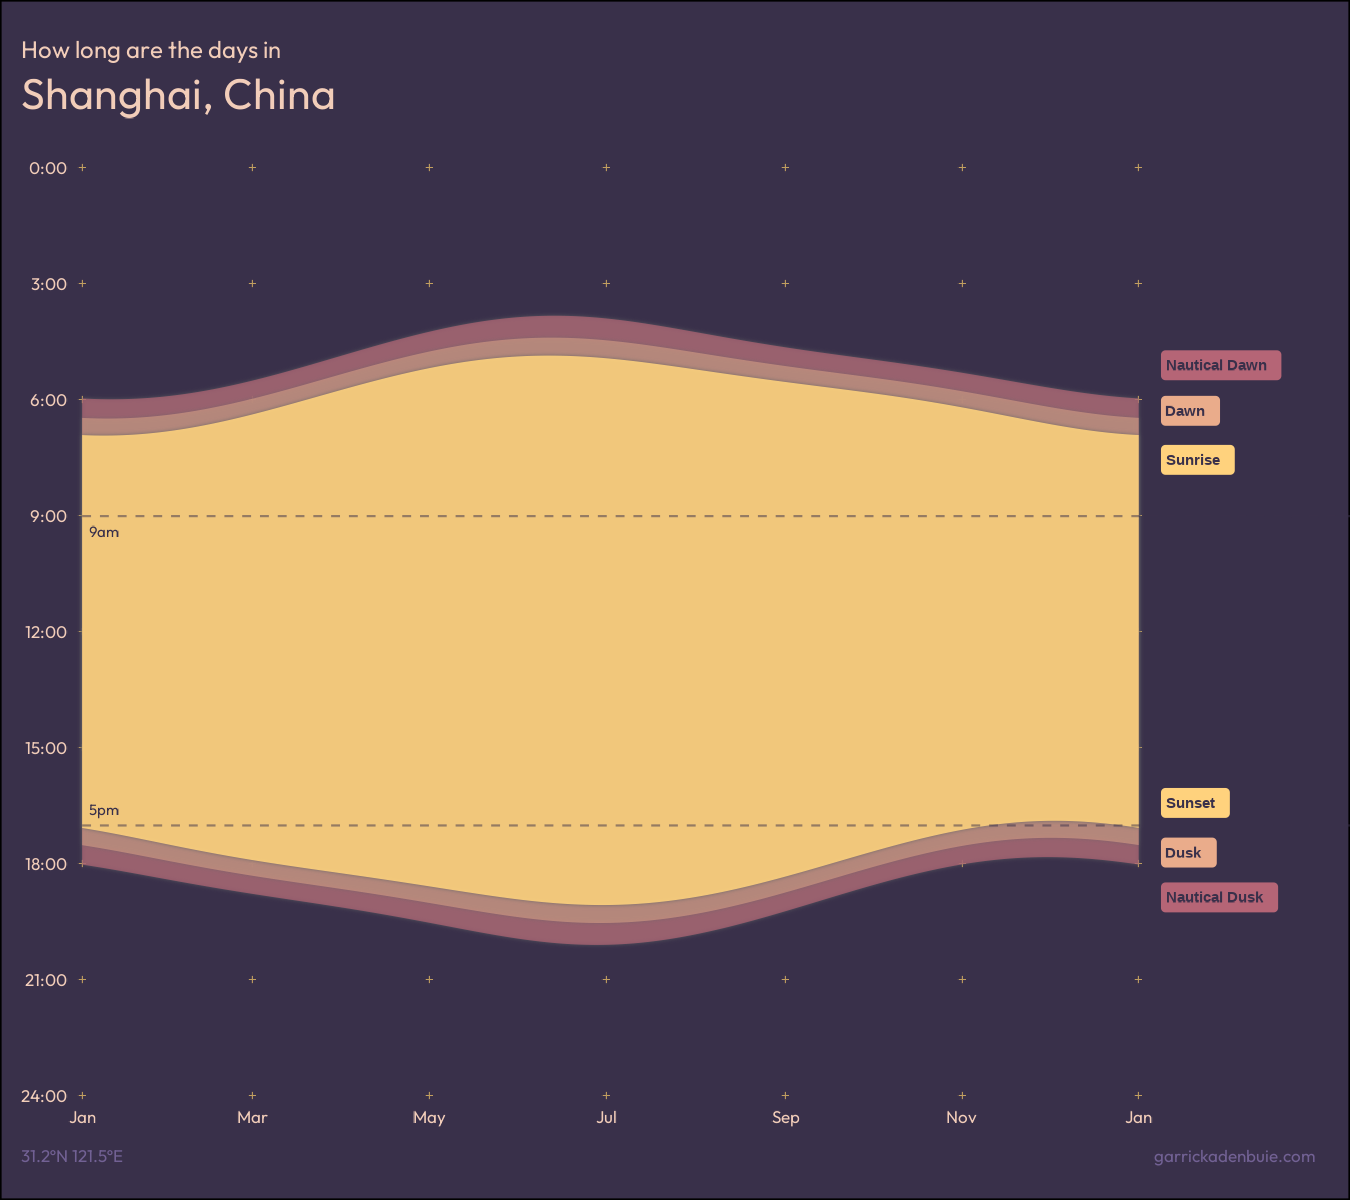 How long are the days in
Shanghai, China
0:00
3:00
6:00
9:00
12:00
15:00
18:00
21:00
24:00
9am
5pm
Nautical Dawn
Dawn
Sunrise
Sunset
Dusk
Nautical Dusk
Jan Mar May Jul Sep Nov Jan
31.2°N 121.5°E
garrickadenbuie.com